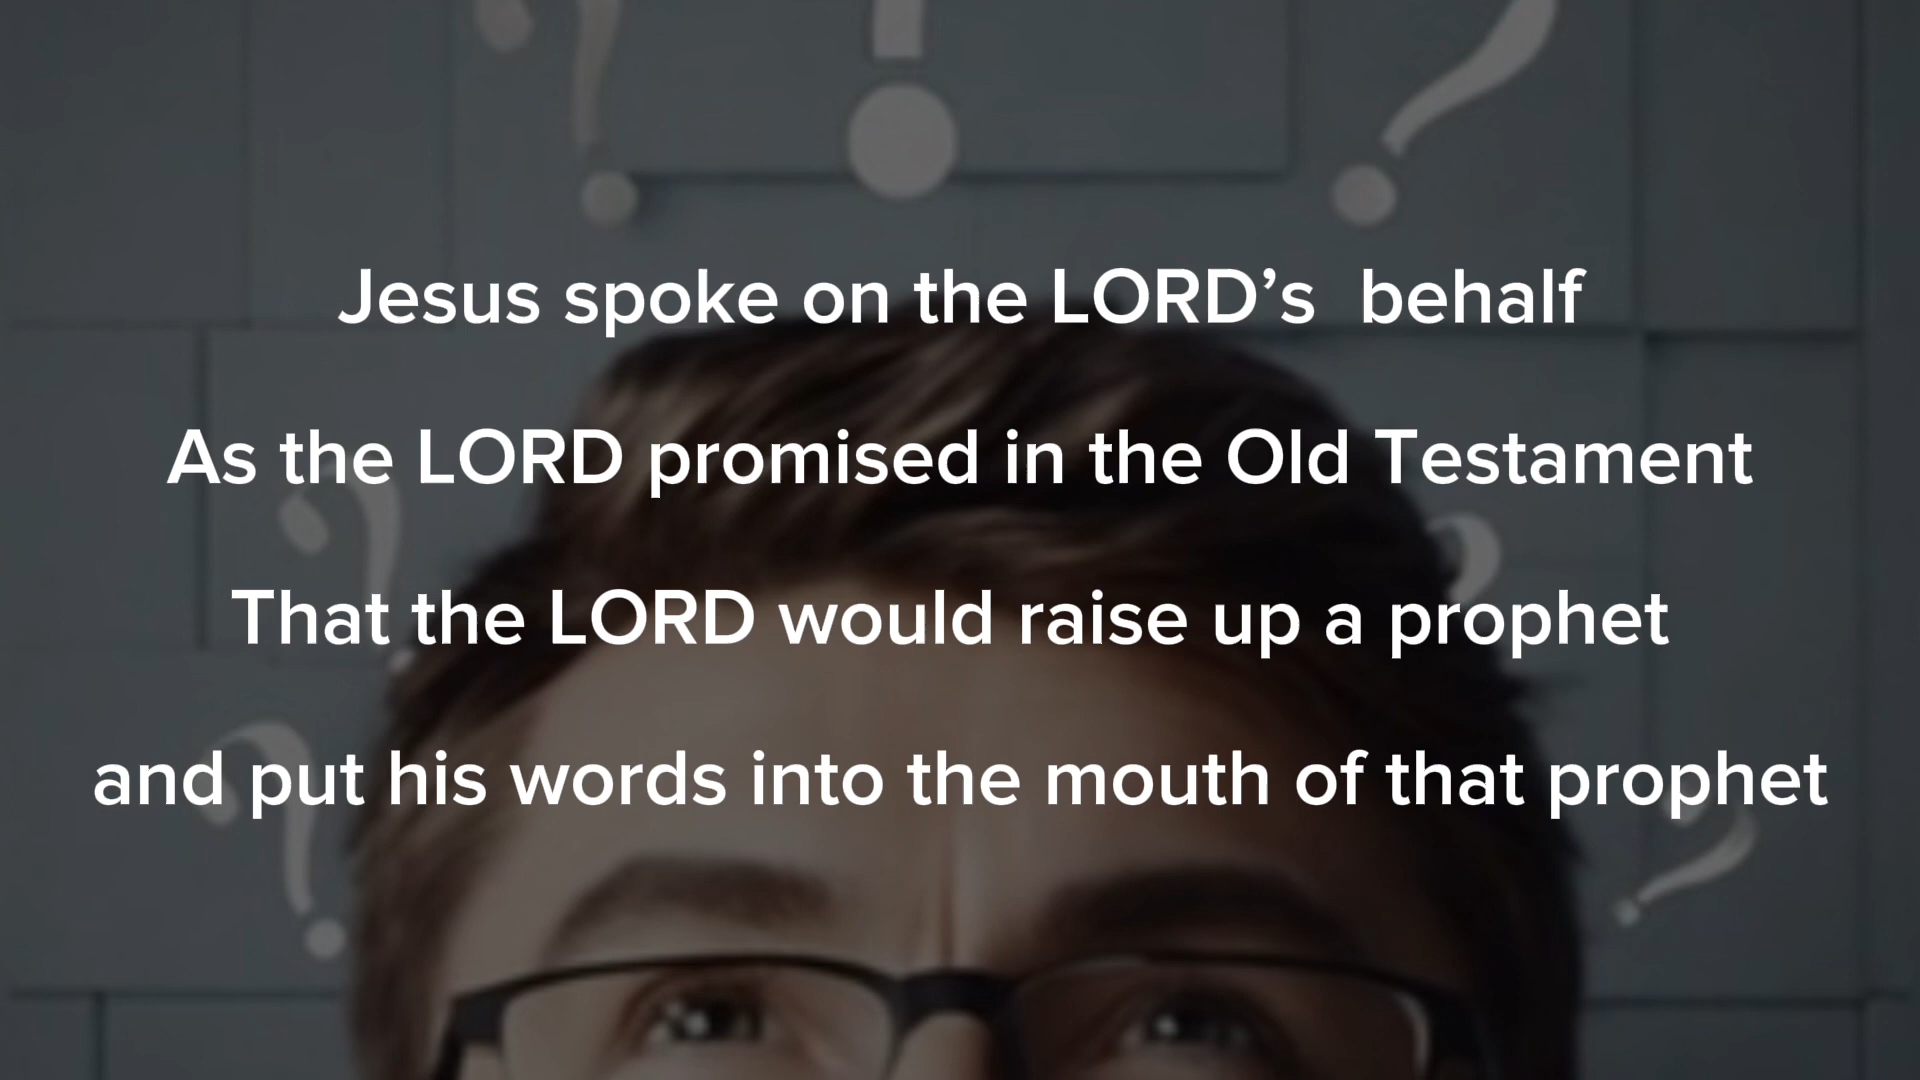 Jesus spoke on the LORD’s  behalf
As the LORD promised in the Old Testament
That the LORD would raise up a prophet
and put his words into the mouth of that prophet